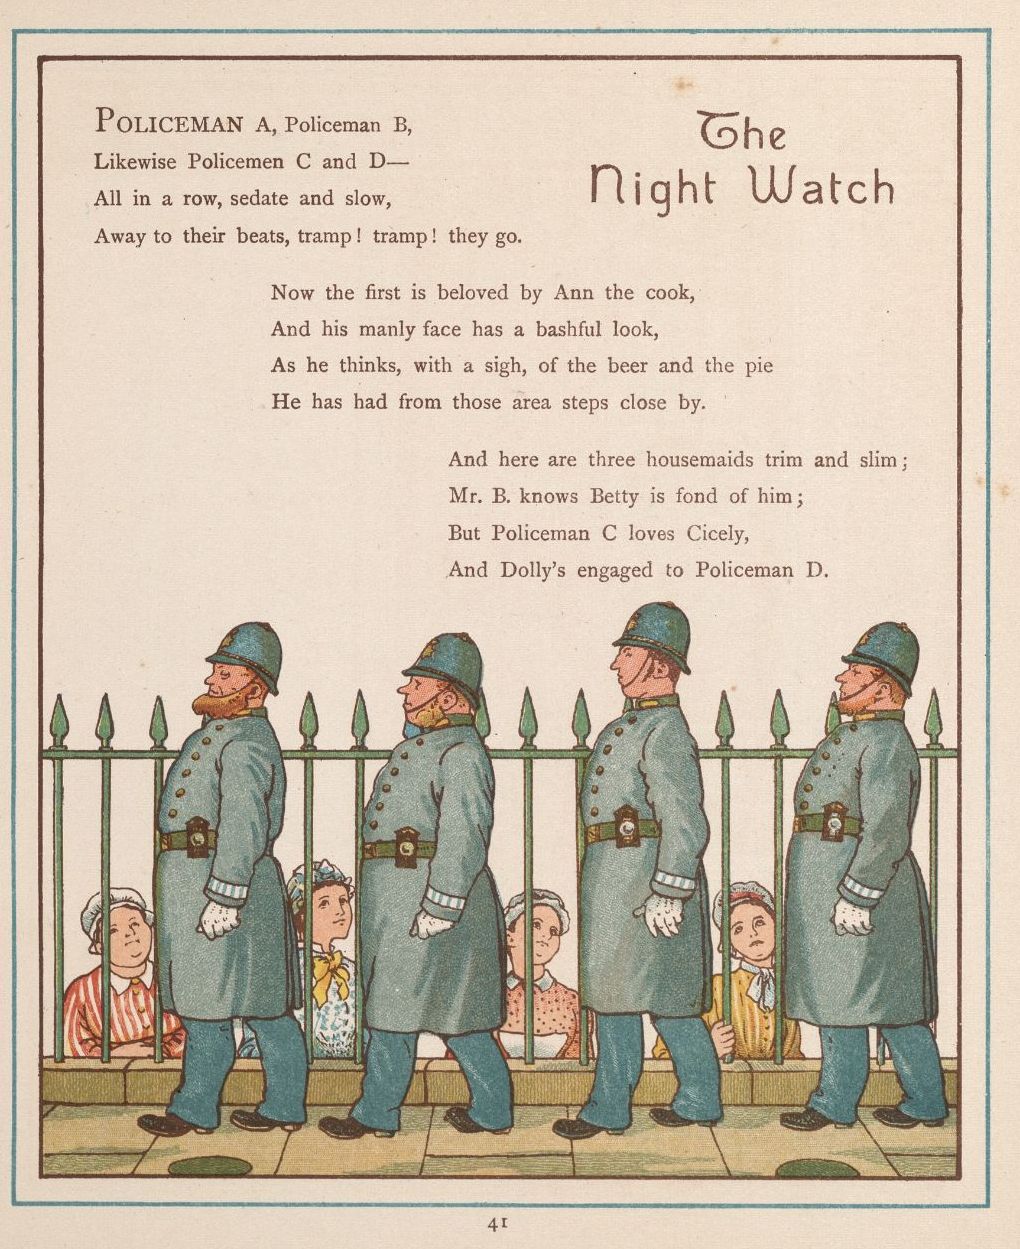 The
Night Watch
POLICEMAN A, Policeman B,
Likewise Policemen C and D—
All in a row, sedate and slow,
Away to their beats, tramp! tramp! they go.
Now the first is beloved by Ann the cook,
And his manly face has a bashful look,
As he thinks, with a sigh, of the beer and the pie
He has had from those area steps close by.
And here are three housemaids trim and slim;
Mr. B. knows Betty is fond of him;
But Policeman C loves Cicely,
And Dolly's engaged to Policeman D.
41